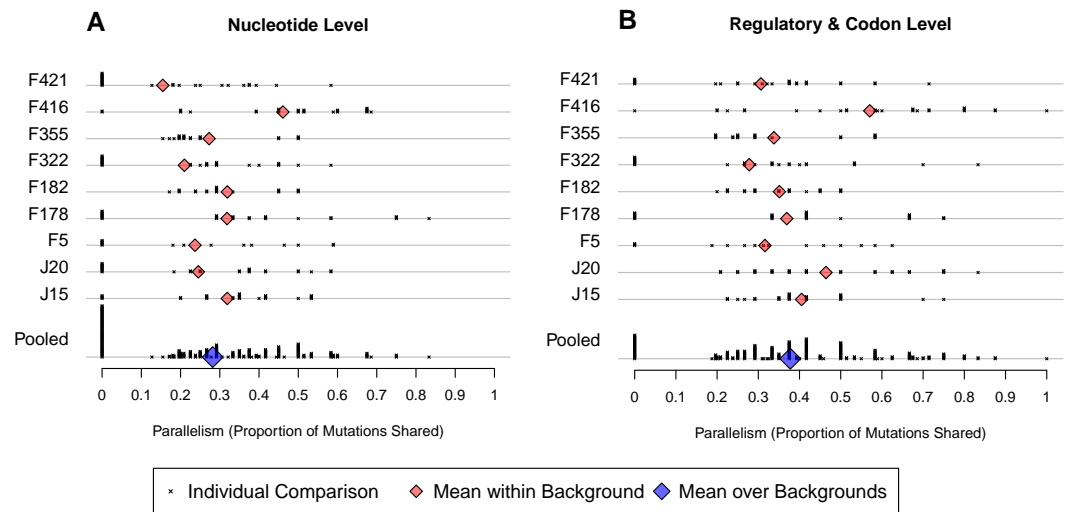 A
Nucleotide Level
F421
F416
F355
F322
F182
F178
F5
J20
J15
Pooled
0 0.1 0.2 0.3 0.4 0.5 0.6 0.7 0.8 0.9 1
Parallelism (Proportion of Mutations Shared)
B
Regulatory & Codon Level
F421
F416
F355
F322
F182
F178
F5
J20
J15
Pooled
0 0.1 0.2 0.3 0.4 0.5 0.6 0.7 0.8 0.9 1
Parallelism (Proportion of Mutations Shared)
Individual Comparison Mean within Background Mean over Backgrounds